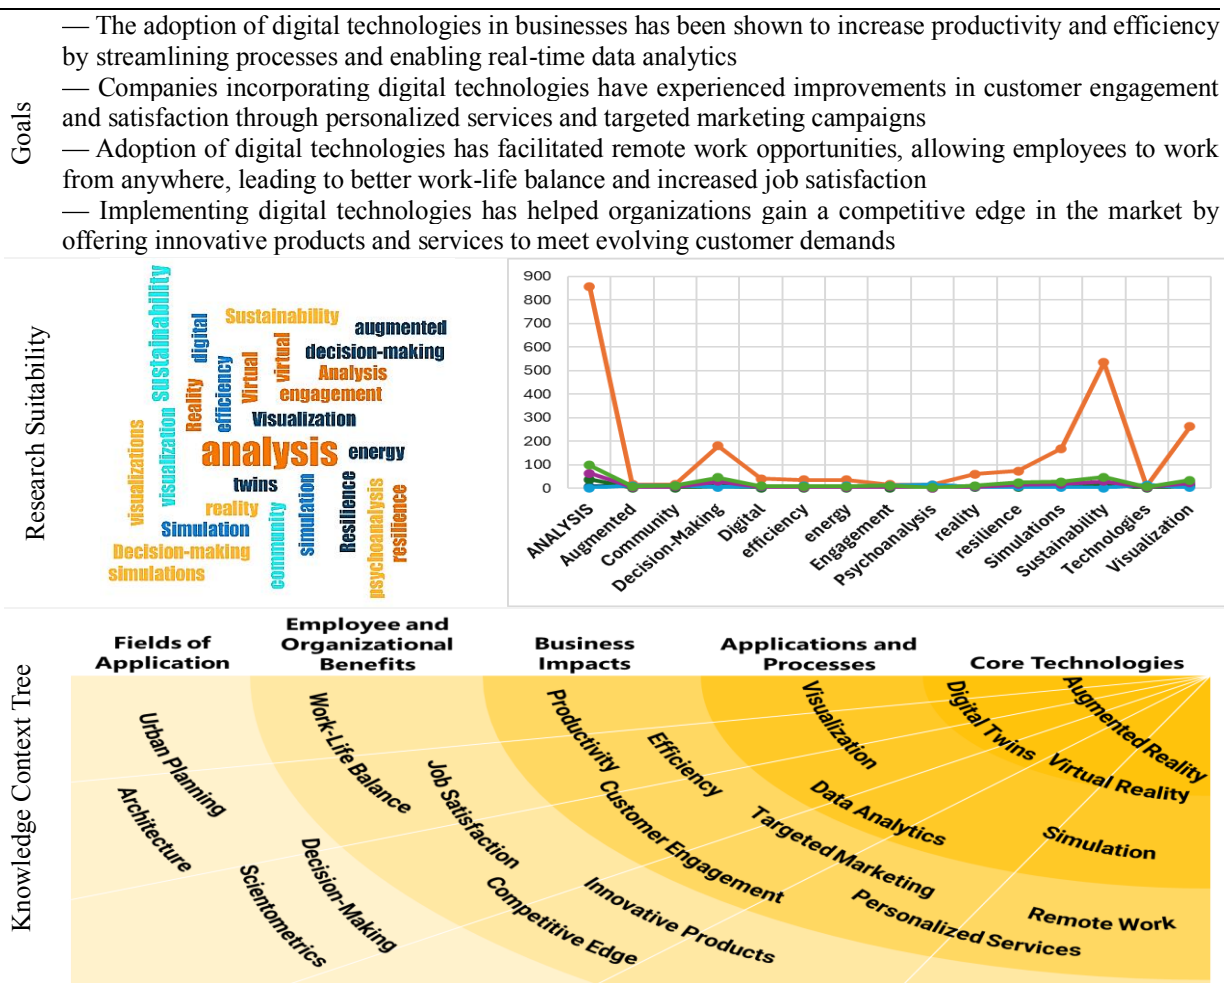 Goals
— The adoption of digital technologies in businesses has been shown to increase productivity and efficiency
by streamlining processes and enabling real-time data analytics
— Companies incorporating digital technologies have experienced improvements in customer engagement
and satisfaction through personalized services and targeted marketing campaigns
— Adoption of digital technologies has facilitated remote work opportunities, allowing employees to work
from anywhere, leading to better work-life balance and increased job satisfaction
— Implementing digital technologies has helped organizations gain a competitive edge in the market by
offering innovative products and services to meet evolving customer demands
Research Suitability
Sustainability
digital
Sustainability
augmented
decision-making
virtual
Virtual
efficiency
Reality
Analysis
engagement
Visualization
visualization
visualizations
analysis
energy
twins
reality
Simulation
Decision-making
simulations
community
simulation
Resilience
psychoanalysis
resilience
900
800
700
600
500
400
300
200
100
0
ANALYSIS
Augmented
Community
Decision-Making
Digital
efficiency
energy
Engagement
Psychoanalysis
reality
resilience
Simulations
Sustainability
Technologies
Visualization
Knowledge Context Tree
Fields of
Application
Employee and
Organizational
Benefits
Business
Impacts
Applications and
Processes
Core Technologies
Urban Planning
Architecture
Scientometrics
Work-Life Balance
Job Satisfaction
Decision-Making
Competitive Edge
Productivity
Efficiency
Customer Engagement
Innovative Products
Visualization
Data Analytics
Targeted Marketing
Personalized Services
Digital Twins
Augmented Reality
Virtual Reality
Simulation
Remote Work